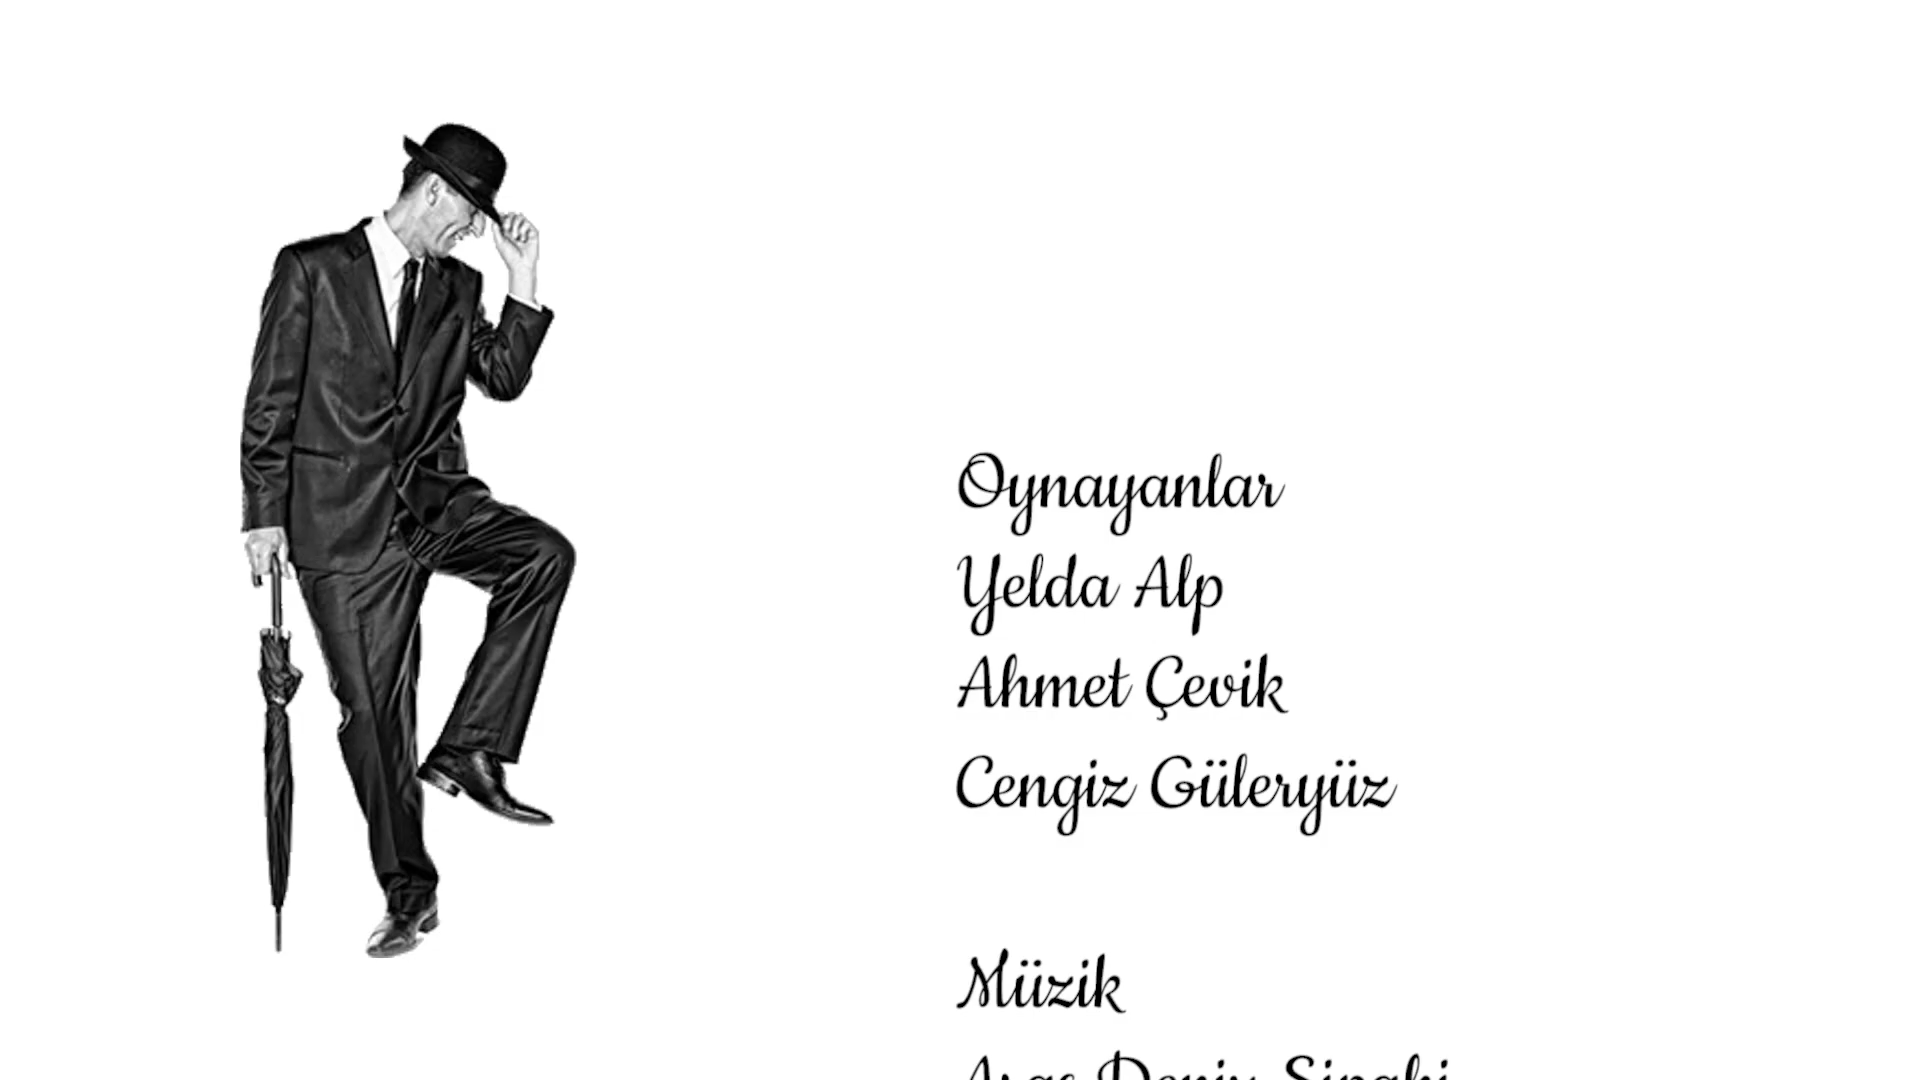 Oynayanlar
Yelda Alp
Ahmet Çevik
Cengiz Güleryüz
Müzik